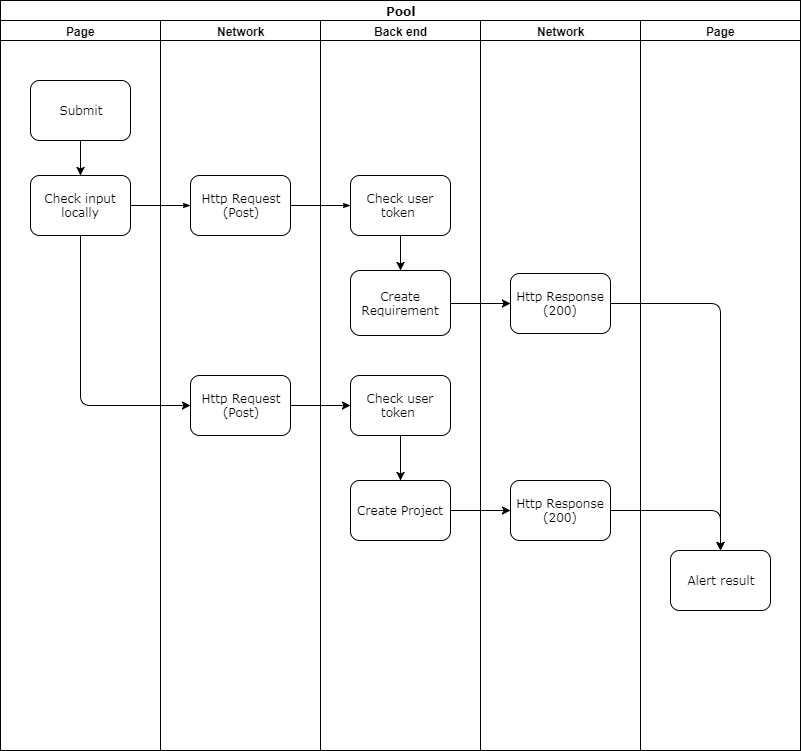 Pool
Page
Network
Back end
Network
Page
Submit
Check input
locally
Http Request
(Post)
Check user
token
Create
Requirement
Http Response
(200)
Http Request
(Post)
Check user
token
Create Project
Http Response
(200)
Alert result